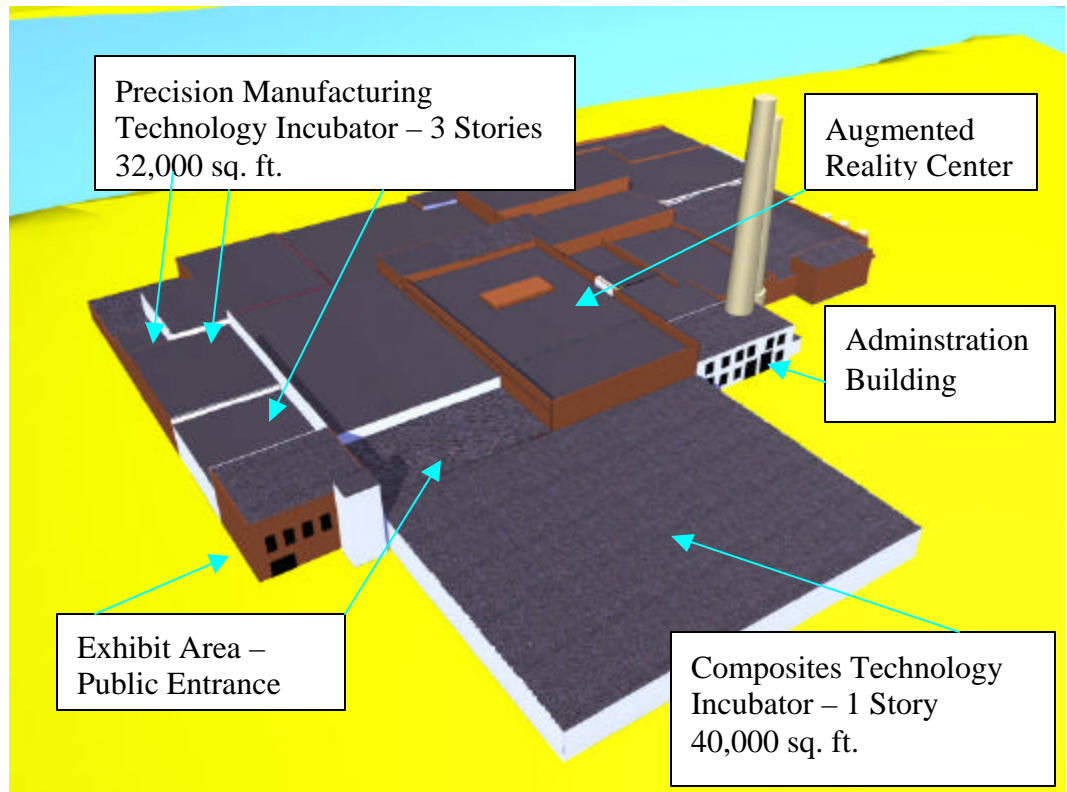 Precision Manufacturing
Technology Incubator – 3 Stories
32,000 sq. ft.
Augmented
Reality Center
Adminstration
Building
Exhibit Area –
Public Entrance
Composites Technology
Incubator – 1 Story
40,000 sq. ft.